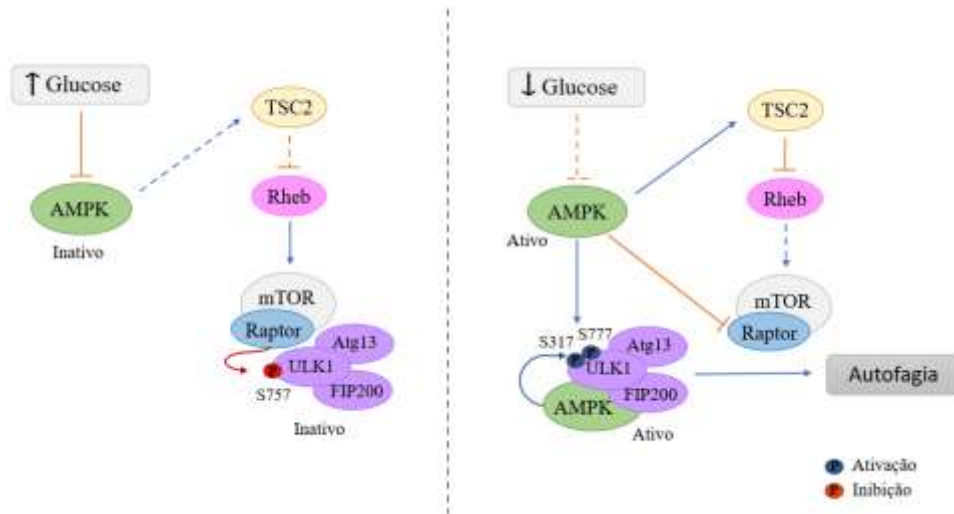 ↑ Glucose
TSC2
AMPK
Inativo
Rheb
mTOR
Raptor
Atg13
P
ULK1
S757
FIP200
Inativo
↓ Glucose
TSC2
AMPK
Ativo
Rheb
mTOR
Raptor
S317
S777
Atg13
P
P
ULK1
FIP200
AMPK
Ativo
Autofagia
P Ativação
P Inibição